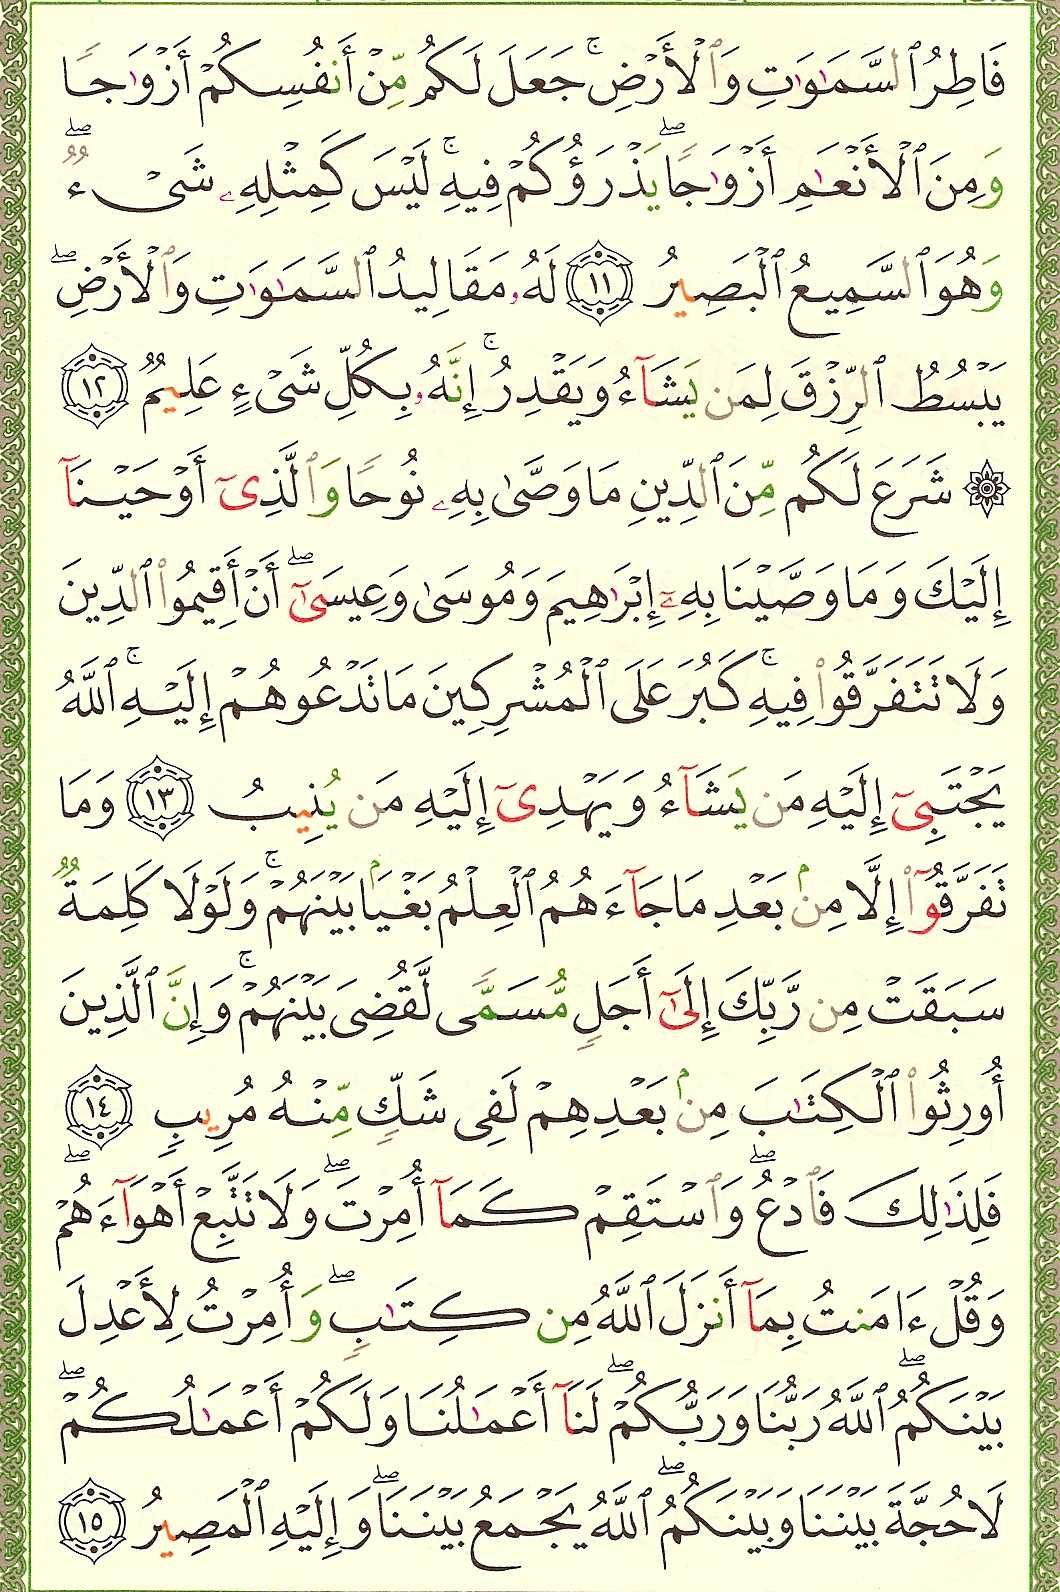 فَاطِرُ ٱلسَّمَـٰوَٰتِ وَٱلْأَرْضِ ۚ جَعَلَ لَكُم مِّنْ أَنفُسِكُمْ أَزْوَٰجًا
وَمِنَ ٱلْأَنْعَـٰمِ أَزْوَٰجًا ۖ يَذْرَؤُكُمْ فِيهِ ۚ لَيْسَ كَمِثْلِهِۦ شَىْءٌ ۖ
وَهُوَ ٱلسَّمِيعُ ٱلْبَصِيرُ ١١ لَهُۥ مَقَالِيدُ ٱلسَّمَـٰوَٰتِ وَٱلْأَرْضِ ۖ
يَبْسُطُ ٱلرِّزْقَ لِمَن يَشَآءُ وَيَقْدِرُ ۚ إِنَّهُۥ بِكُلِّ شَىْءٍ عَلِيمٌ ١٢
۞ شَرَعَ لَكُم مِّنَ ٱلدِّينِ مَا وَصَّىٰ بِهِۦ نُوحًا وَٱلَّذِىٓ أَوْحَيْنَآ
إِلَيْكَ وَمَا وَصَّيْنَا بِهِۦٓ إِبْرَٰهِيمَ وَمُوسَىٰ وَعِيسَىٰٓ ۖ أَنْ أَقِيمُوا۟ ٱلدِّينَ
وَلَا تَتَفَرَّقُوا۟ فِيهِ ۚ كَبُرَ عَلَى ٱلْمُشْرِكِينَ مَا تَدْعُوهُمْ إِلَيْهِ ۚ ٱللَّهُ
يَجْتَبِىٓ إِلَيْهِ مَن يَشَآءُ وَيَهْدِىٓ إِلَيْهِ مَن يُنِيبُ ١٣ وَمَا
تَفَرَّقُوٓا۟ إِلَّا مِنۢ بَعْدِ مَا جَآءَهُمُ ٱلْعِلْمُ بَغْيَۢا بَيْنَهُمْ ۚ وَلَوْلَا كَلِمَةٌ
سَبَقَتْ مِن رَّبِّكَ إِلَىٰٓ أَجَلٍ مُّسَمًّى لَّقُضِىَ بَيْنَهُمْ ۚ وَإِنَّ ٱلَّذِينَ
أُورِثُوا۟ ٱلْكِتَـٰبَ مِنۢ بَعْدِهِمْ لَفِى شَكٍّ مِّنْهُ مُرِيبٍ ١٤
فَلِذَٰلِكَ فَٱدْعُ ۖ وَٱسْتَقِمْ كَمَآ أُمِرْتَ ۖ وَلَا تَتَّبِعْ أَهْوَآءَهُمْ ۖ
وَقُلْ ءَامَنتُ بِمَآ أَنزَلَ ٱللَّهُ مِن كِتَـٰبٍ ۖ وَأُمِرْتُ لِأَعْدِلَ
بَيْنَكُمُ ۖ ٱللَّهُ رَبُّنَا وَرَبُّكُمْ ۖ لَنَآ أَعْمَـٰلُنَا وَلَكُمْ أَعْمَـٰلُكُمْ ۖ
لَا حُجَّةَ بَيْنَنَا وَبَيْنَكُمُ ۖ ٱللَّهُ يَجْمَعُ بَيْنَنَا ۖ وَإِلَيْهِ ٱلْمَصِيرُ ١٥